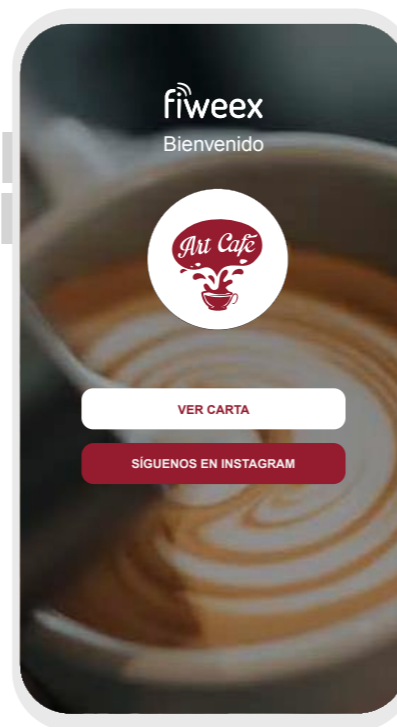 fiweex
Bienvenido
Art Cafe
VER CARTA
SÍGUENOS EN INSTAGRAM